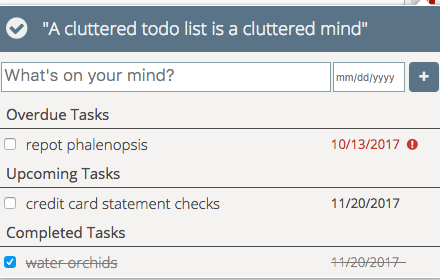 "A cluttered todo list is a cluttered mind"
What's on your mind? mm/dd/yyyy +
Overdue Tasks
repot phalenopsis 10/13/2017
Upcoming Tasks
credit card statement checks 11/20/2017
Completed Tasks
water orchids 11/20/2017